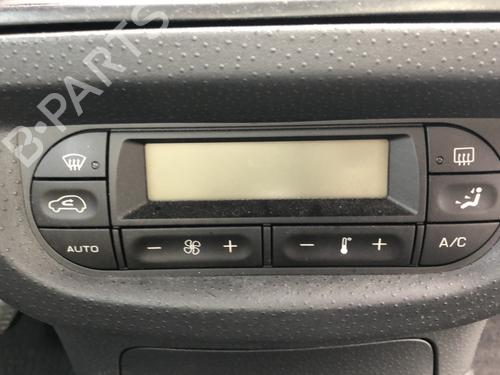 B-PARTS
AUTO
- +
- +
A/C